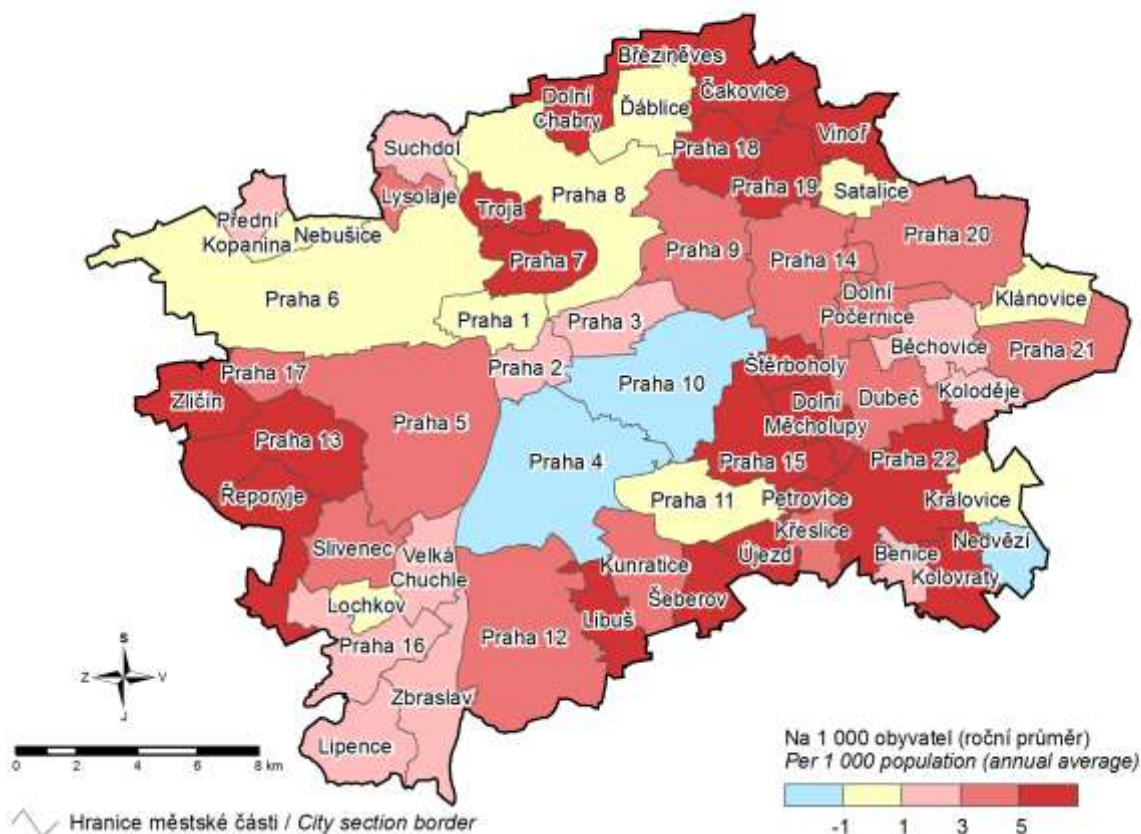 Březiněves
Čakovice
Dolní
Chabry
Ďáblice
Vinoř
Suchdol
Praha 18
Praha 19
Lysolaje
Praha 8
Satalice
Troja
Přední
Kopanina
Nebušice
Praha 20
Praha 7
Praha 9
Praha 14
Praha 6
Dolní
Počernice
Klánovice
Praha 1
Praha 3
Běchovice
Praha 21
Praha 2
Štěrboholy
Praha 17
Praha 10
Koloděje
Zličín
Dubeč
Dolní
Měcholupy
Praha 5
Praha 13
Praha 4
Praha 15
Praha 22
Praha 11
Petrovice
Královice
Řeporyje
Křeslice
Nedvězí
Slivenec
Velká
Chuchle
Újezd
Benice
Kunratice
Kolovraty
Šeberov
Lochkov
Libuš
Praha 12
Praha 16
Zbraslav
Lipence
S
Z
V
J
0 2 4 6 8 km
Hranice městské části / City section border
Na 1 000 obyvatel (roční průměr)
Per 1 000 population (annual average)
-1 1 3 5